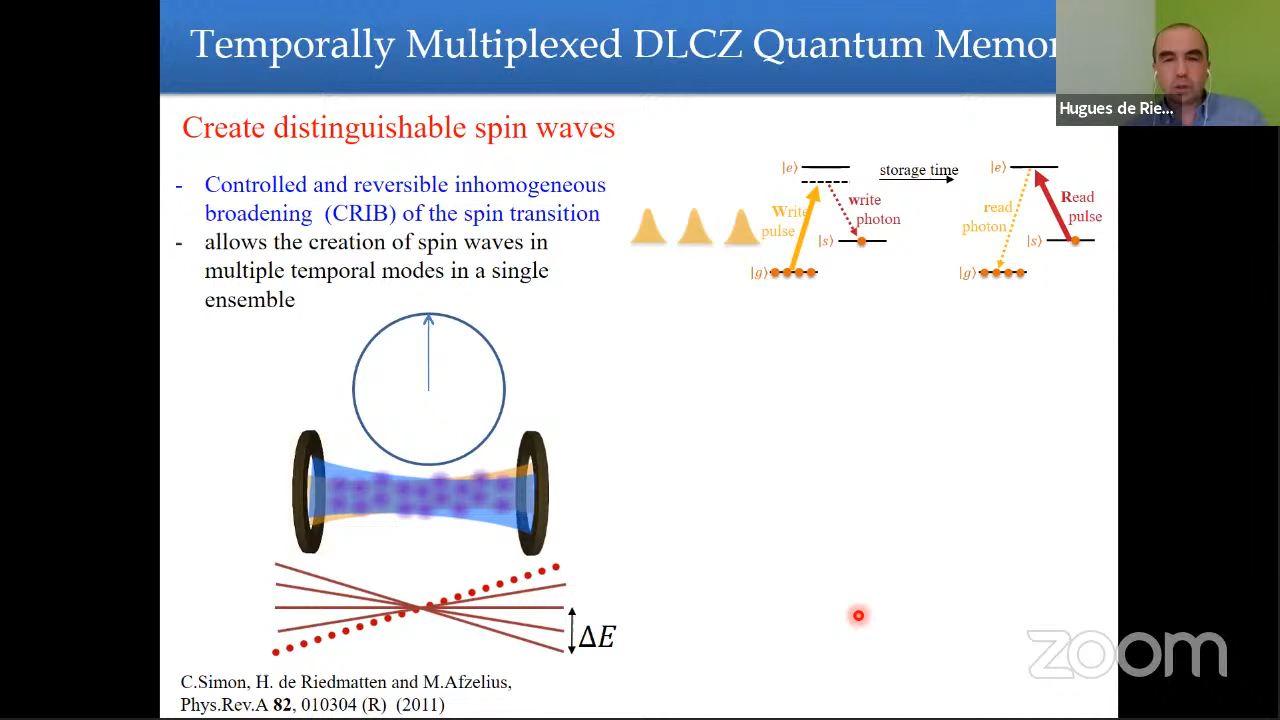 Temporally Multiplexed DLCZ Quantum Memor
Hugues de Rie...
Create distinguishable spin waves
- Controlled and reversible inhomogeneous
broadening (CRIB) of the spin transition
- allows the creation of spin waves in
multiple temporal modes in a single
ensemble
|e⟩
storage time
|e⟩
Write
pulse
write
photon
read
photon
Read
pulse
|s⟩
|s⟩
|g⟩
|g⟩
ΔE
C.Simon, H. de Riedmatten and M.Afzelius,
Phys.Rev.A 82, 010304 (R) (2011)
zoom